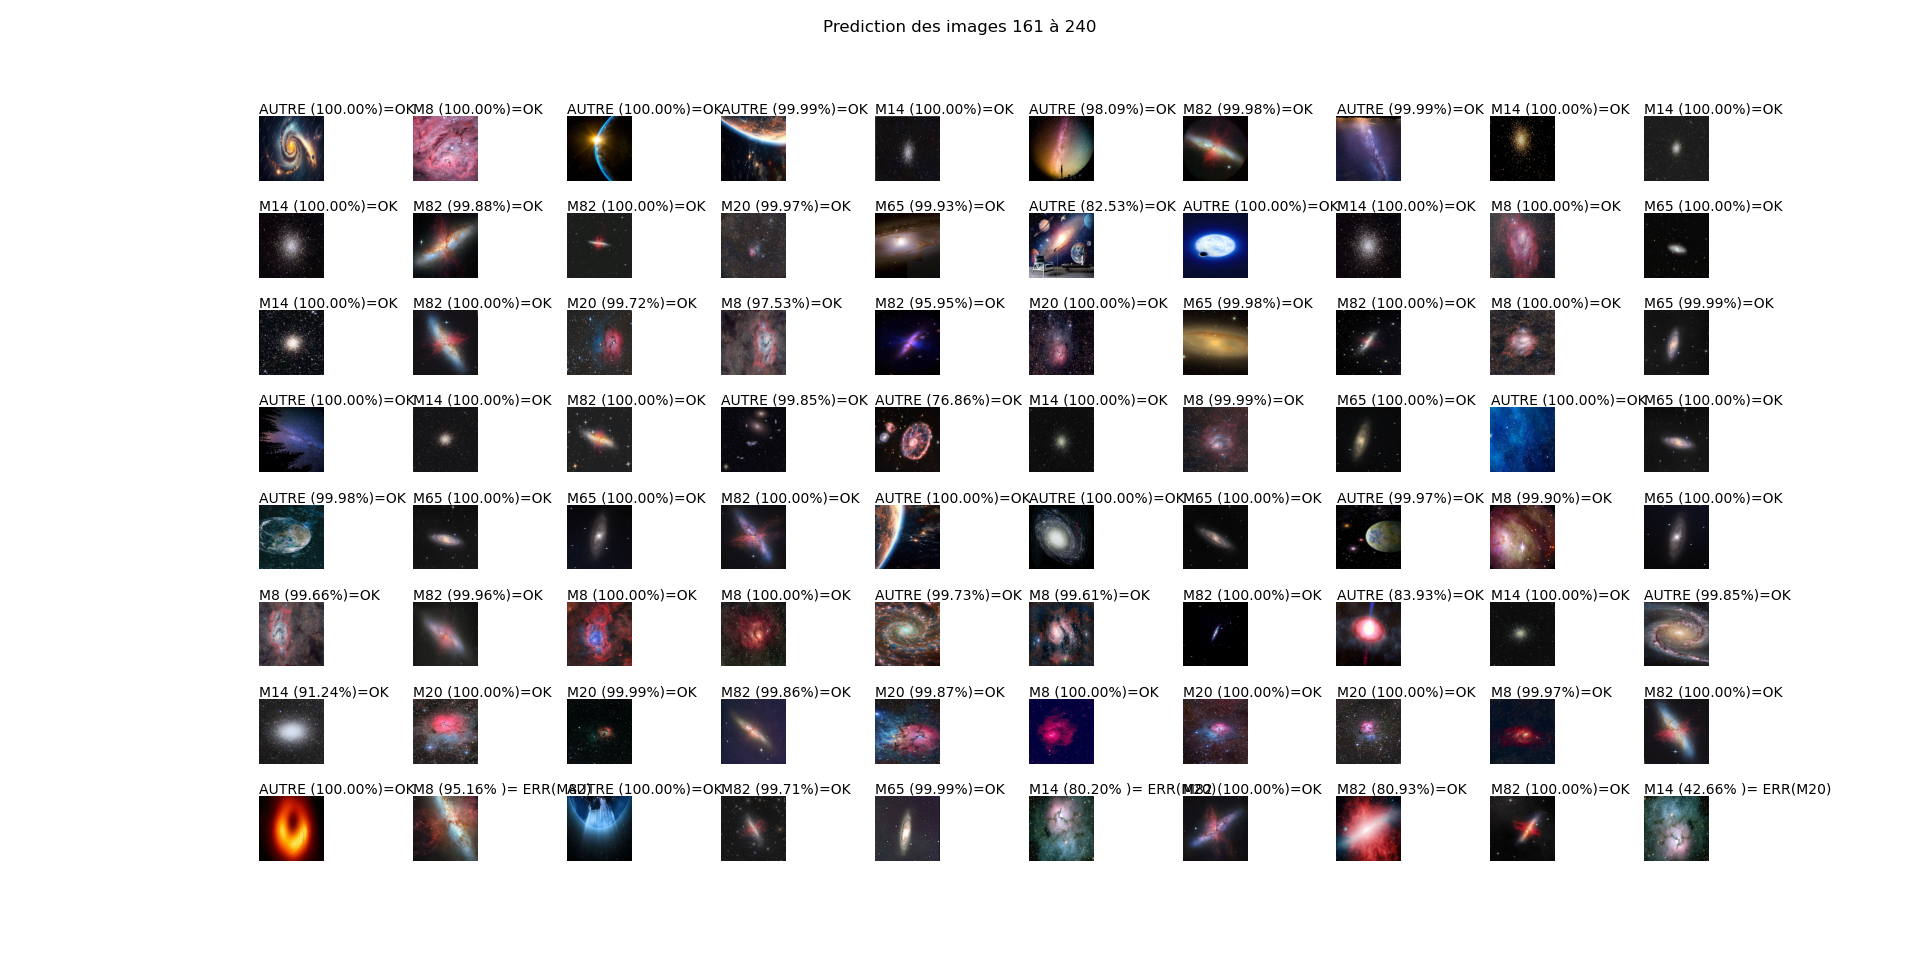 Prediction des images 161 à 240
AUTRE (100.00%)=OK M8 (100.00%)=OK AUTRE (100.00%)=OK AUTRE (99.99%)=OK M14 (100.00%)=OK AUTRE (98.09%)=OK M82 (99.98%)=OK AUTRE (99.99%)=OK M14 (100.00%)=OK M14 (100.00%)=OK
M14 (100.00%)=OK M82 (99.88%)=OK M82 (100.00%)=OK M20 (99.97%)=OK M65 (99.93%)=OK AUTRE (82.53%)=OK AUTRE (100.00%)=OK M14 (100.00%)=OK M8 (100.00%)=OK M65 (100.00%)=OK
M14 (100.00%)=OK M82 (100.00%)=OK M20 (99.72%)=OK M8 (97.53%)=OK M82 (95.95%)=OK M20 (100.00%)=OK M65 (99.98%)=OK M82 (100.00%)=OK M8 (100.00%)=OK M65 (99.99%)=OK
AUTRE (100.00%)=OK M14 (100.00%)=OK M82 (100.00%)=OK AUTRE (99.85%)=OK AUTRE (76.86%)=OK M14 (100.00%)=OK M8 (99.99%)=OK M65 (100.00%)=OK AUTRE (100.00%)=OK M65 (100.00%)=OK
AUTRE (99.98%)=OK M65 (100.00%)=OK M65 (100.00%)=OK M82 (100.00%)=OK AUTRE (100.00%)=OK AUTRE (100.00%)=OK M65 (100.00%)=OK AUTRE (99.97%)=OK M8 (99.90%)=OK M65 (100.00%)=OK
M8 (99.66%)=OK M82 (99.96%)=OK M8 (100.00%)=OK M8 (100.00%)=OK AUTRE (99.73%)=OK M8 (99.61%)=OK M82 (100.00%)=OK AUTRE (83.93%)=OK M14 (100.00%)=OK AUTRE (99.85%)=OK
M14 (91.24%)=OK M20 (100.00%)=OK M20 (99.99%)=OK M82 (99.86%)=OK M20 (99.87%)=OK M8 (100.00%)=OK M20 (100.00%)=OK M20 (100.00%)=OK M8 (99.97%)=OK M82 (100.00%)=OK
AUTRE (100.00%)=OK M8 (95.16% )= ERR(M82) AUTRE (100.00%)=OK M82 (99.71%)=OK M65 (99.99%)=OK M14 (80.20% )= ERR(M20) M82 (100.00%)=OK M82 (80.93%)=OK M82 (100.00%)=OK M14 (42.66% )= ERR(M20)